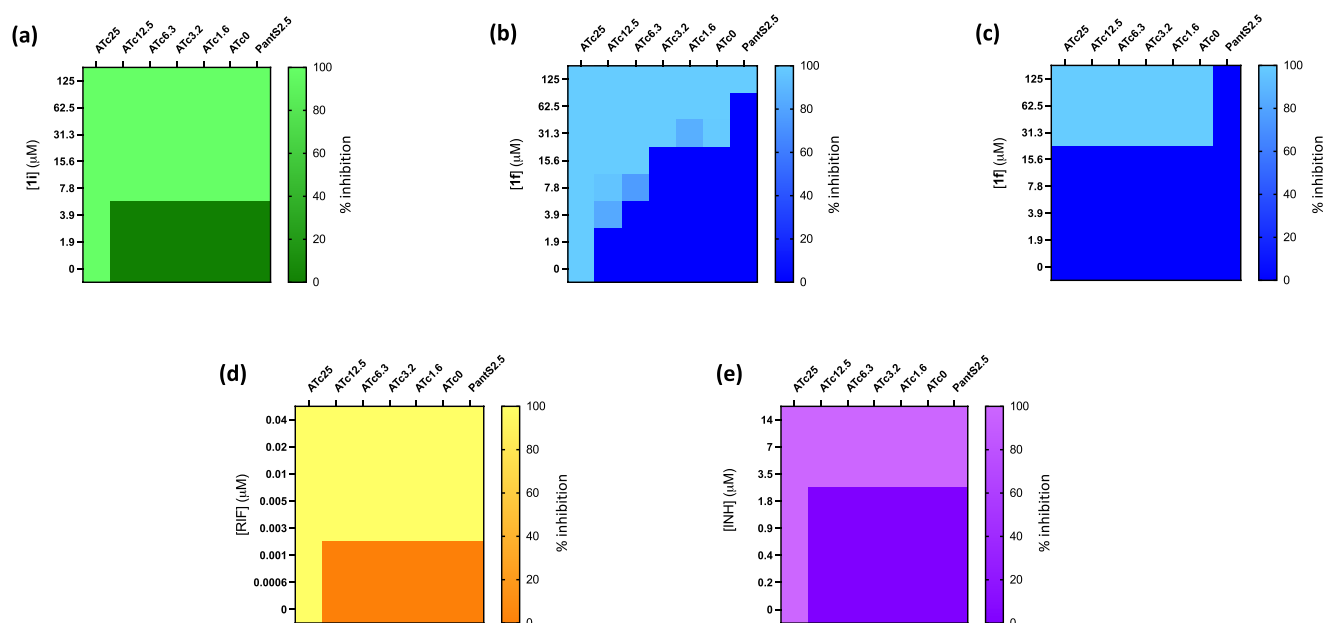 (a)
ATc25
ATc12.5
ATc6.3
ATc3.2
ATc1.6
ATc0
PantS2.5
[1i] (μM)
125
62.5
31.3
15.6
7.8
3.9
1.9
0
100
80
60
40
20
0
% inhibition
(b)
ATc25
ATc12.5
ATc6.3
ATc3.2
ATc1.6
ATc0
PantS2.5
[1f] (μM)
125
62.5
31.3
15.6
7.8
3.9
1.9
0
100
80
60
40
20
0
% inhibition
(c)
ATc25
ATc12.5
ATc6.3
ATc3.2
ATc1.6
ATc0
PantS2.5
[1f] (μM)
125
62.5
31.3
15.6
7.8
3.9
1.9
0
100
80
60
40
20
0
% inhibition
(d)
ATc25
ATc12.5
ATc6.3
ATc3.2
ATc1.6
ATc0
PantS2.5
[RIF] (μM)
0.04
0.02
0.01
0.005
0.003
0.001
0.0006
0
100
80
60
40
20
0
% inhibition
(e)
ATc25
ATc12.5
ATc6.3
ATc3.2
ATc1.6
ATc0
PantS2.5
[INH] (μM)
14
7
3.5
1.8
0.9
0.4
0.2
0
100
80
60
40
20
0
% inhibition